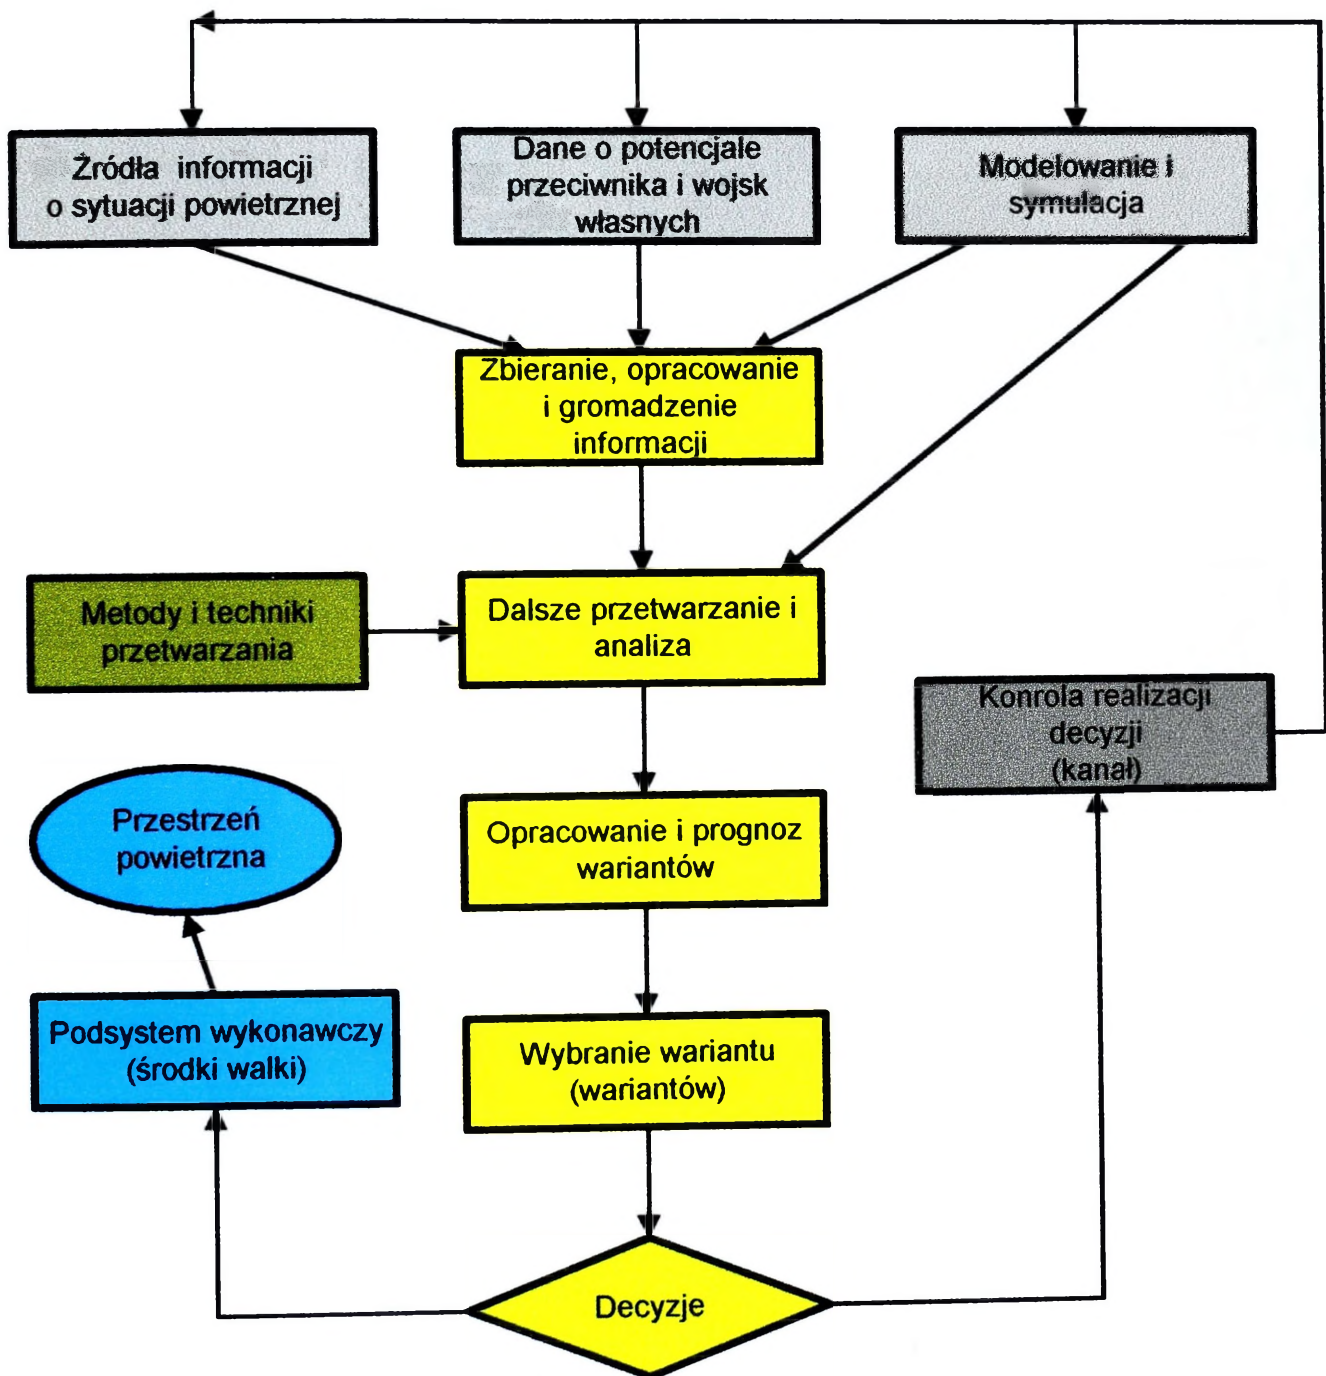 Źródła informacji
o sytuacji powietrznej
Dane o potencjale
przeciwnika i wojsk
własnych
Modelowanie i
symulacja
Zbieranie, opracowanie
i gromadzenie
informacji
Metody i techniki
przetwarzania
Dalsze przetwarzanie i
analiza
Konrola realizacji
decyzji
(kanał)
Przestrzeń
powietrzna
Opracowanie i prognoz
wariantów
Podsystem wykonawczy
(środki walki)
Wybranie wariantu
(wariantów)
Decyzje